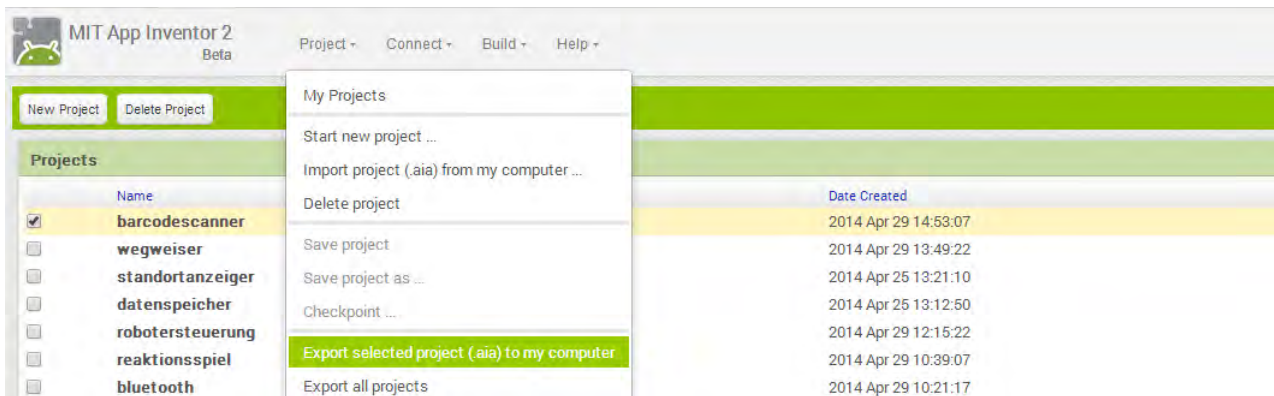 MIT App Inventor 2
Beta
Project Connect Build Help
New Project Delete Project
My Projects
Start new project ...
Import project (.aia) from my computer ...
Delete project
Save project
Save project as ...
Checkpoint ...
Export selected project (.aia) to my computer
Export all projects
Projects
Name Date Created
barcodescanner 2014 Apr 29 14:53:07
wegweiser 2014 Apr 29 13:49:22
standortanzeiger 2014 Apr 25 13:21:10
datenspeicher 2014 Apr 25 13:12:50
robotersteuerung 2014 Apr 29 12:15:22
reaktionsspiel 2014 Apr 29 10:39:07
bluetooth 2014 Apr 29 10:21:17